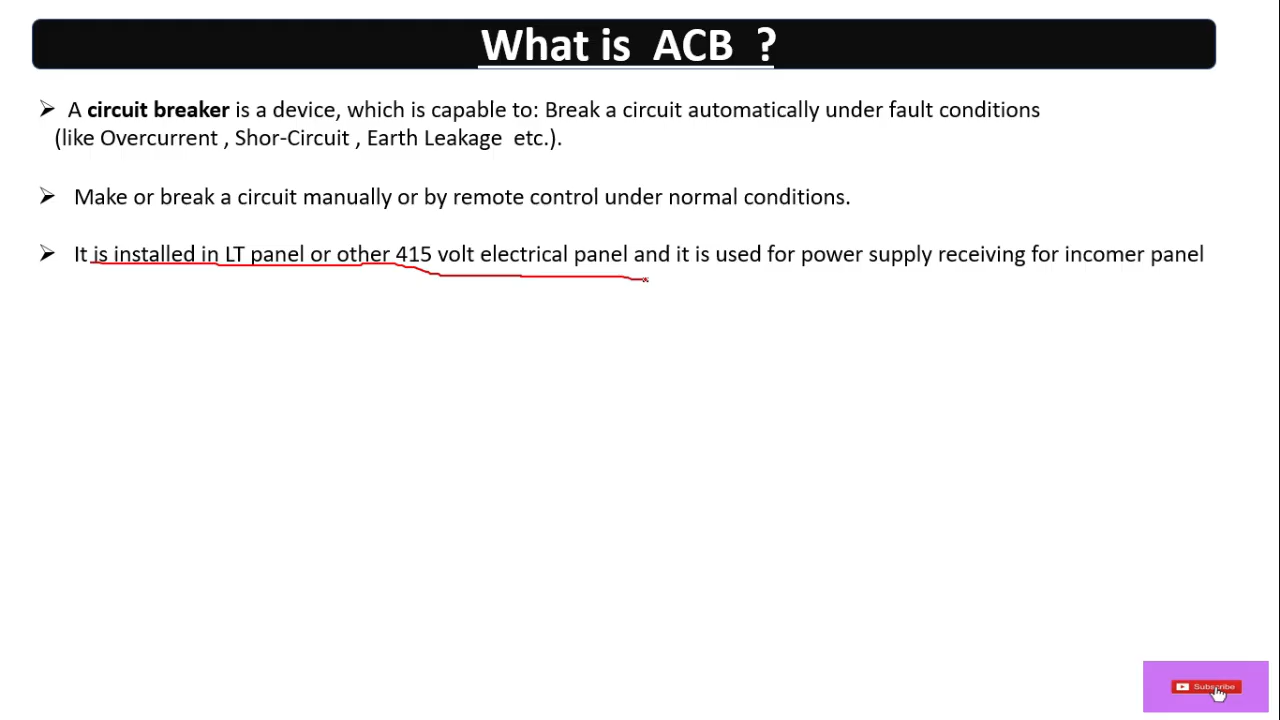 What is ACB ?
➢ A circuit breaker is a device, which is capable to: Break a circuit automatically under fault conditions
(like Overcurrent , Shor-Circuit , Earth Leakage etc.).
➢ Make or break a circuit manually or by remote control under normal conditions.
➢ It is installed in LT panel or other 415 volt electrical panel and it is used for power supply receiving for incomer panel
Subscribe